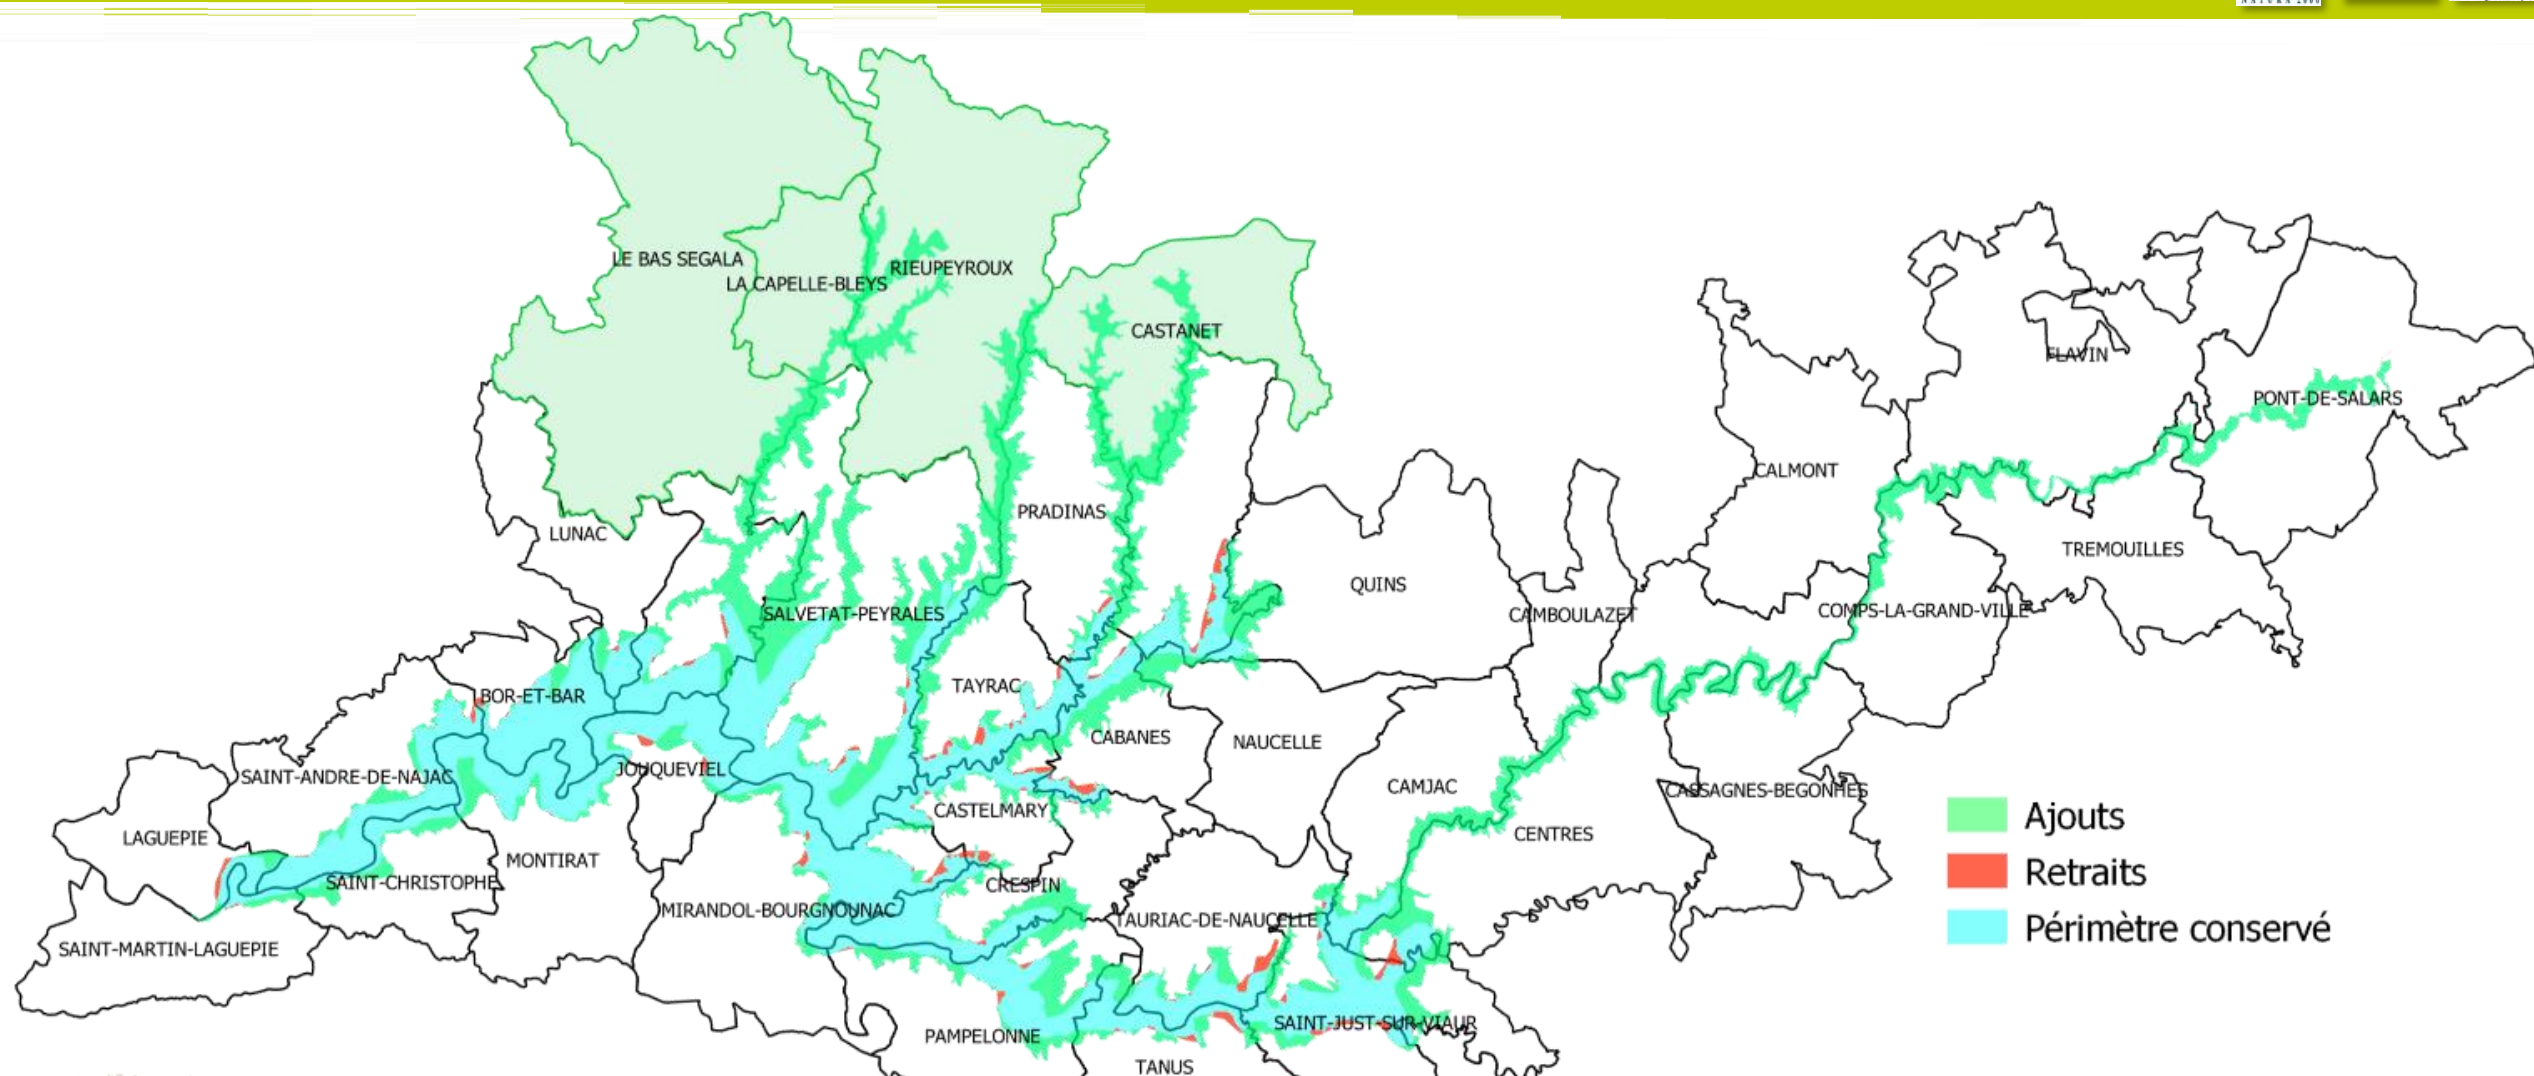 NATURA 2000
LE BAS SEGALA
LA CAPELLE-BLEYS
RIEUPEYROUX
CASTANET
FLAVIN
PONT-DE-SALARS
CALMONT
PRADINAS
LUNAC
TREMOUILLES
QUINS
SALVETAT-PEYRALES
CAMBOULAZET
COMPS-LA-GRAND-VILLE
TAYRAC
BOR-ET-BAR
CABANES
NAUCELLE
JOUQUEVIEL
SAINT-ANDRE-DE-NAJAC
CAMJAC
CASSAGNES-BEGONHES
CASTELMARY
LAGUEPIE
CENTRES
MONTIRAT
SAINT-CHRISTOPHE
CRESPIN
MIRANDOL-BOURGNOUNAC
TAURIAC-DE-NAUCELLE
SAINT-MARTIN-LAGUEPIE
SAINT-JUST-SUR-VIAUR
PAMPELONNE
TANUS
Ajouts
Retraits
Périmètre conservé